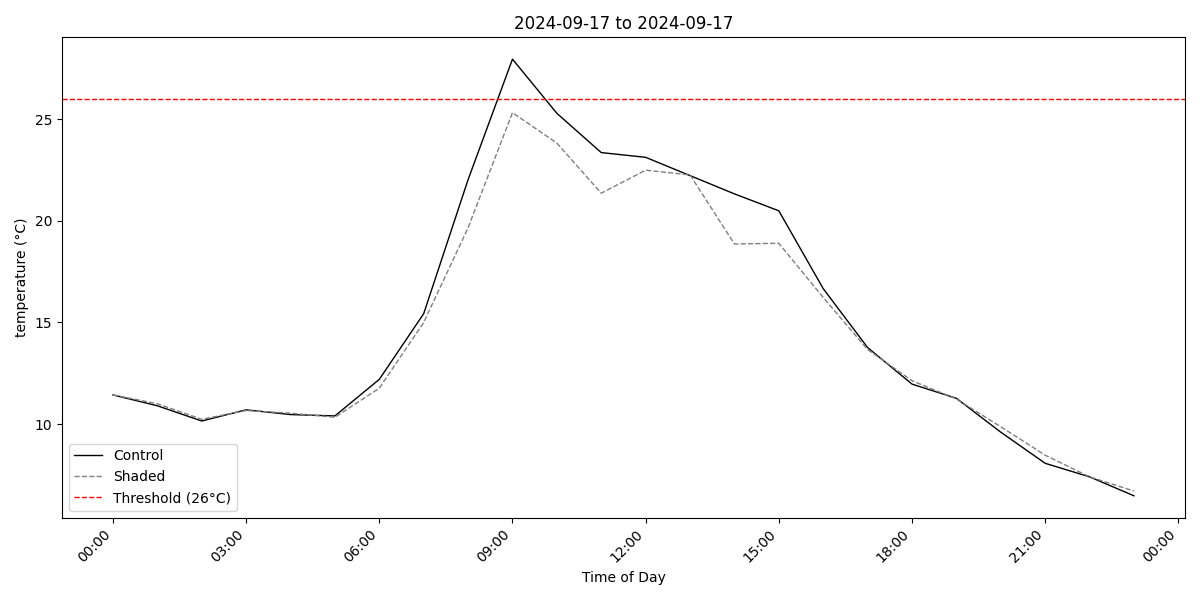 2024-09-17 to 2024-09-17
temperature (°C)
25
20
15
10
Control
Shaded
Threshold (26°C)
00:00
03:00
06:00
09:00
12:00
15:00
18:00
21:00
00:00
Time of Day